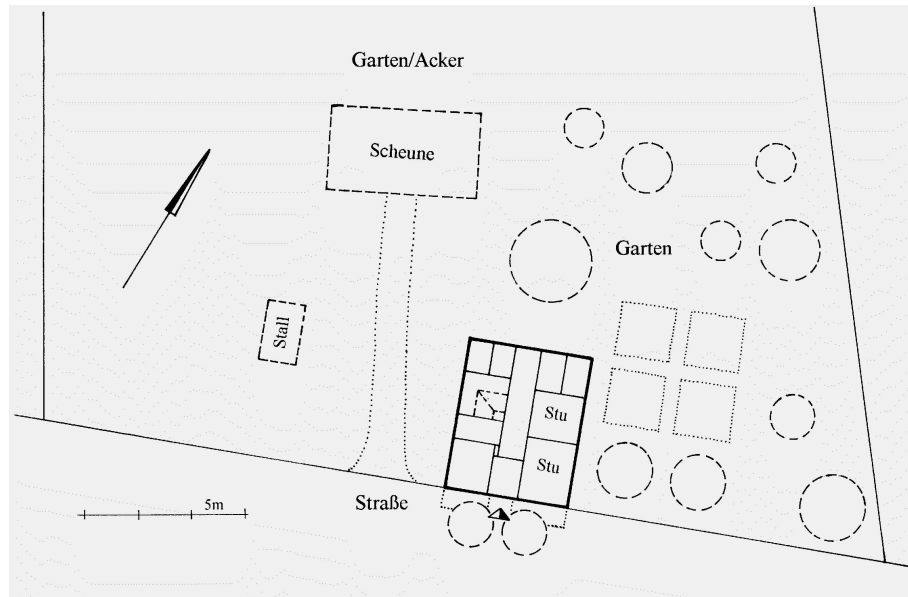 Garten/Acker
Scheune
Garten
Stall
Stu
Stu
Straße
5m